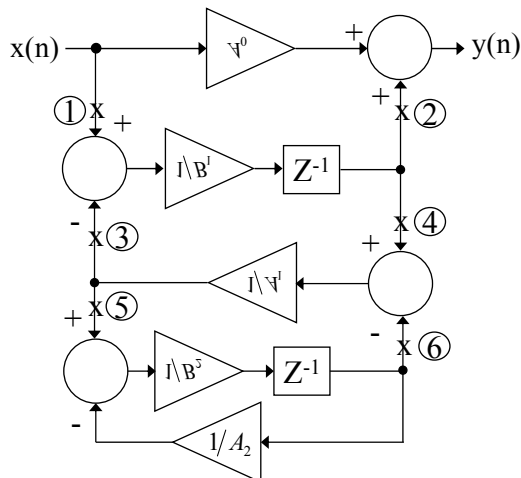 x(n)
A0
+
y(n)
① x
+
+
x ②
1/B1
Z-1
-
x ③
+
x ④
1/A1
+
x ⑤
-
x ⑥
1/B2
Z-1
-
1/A2